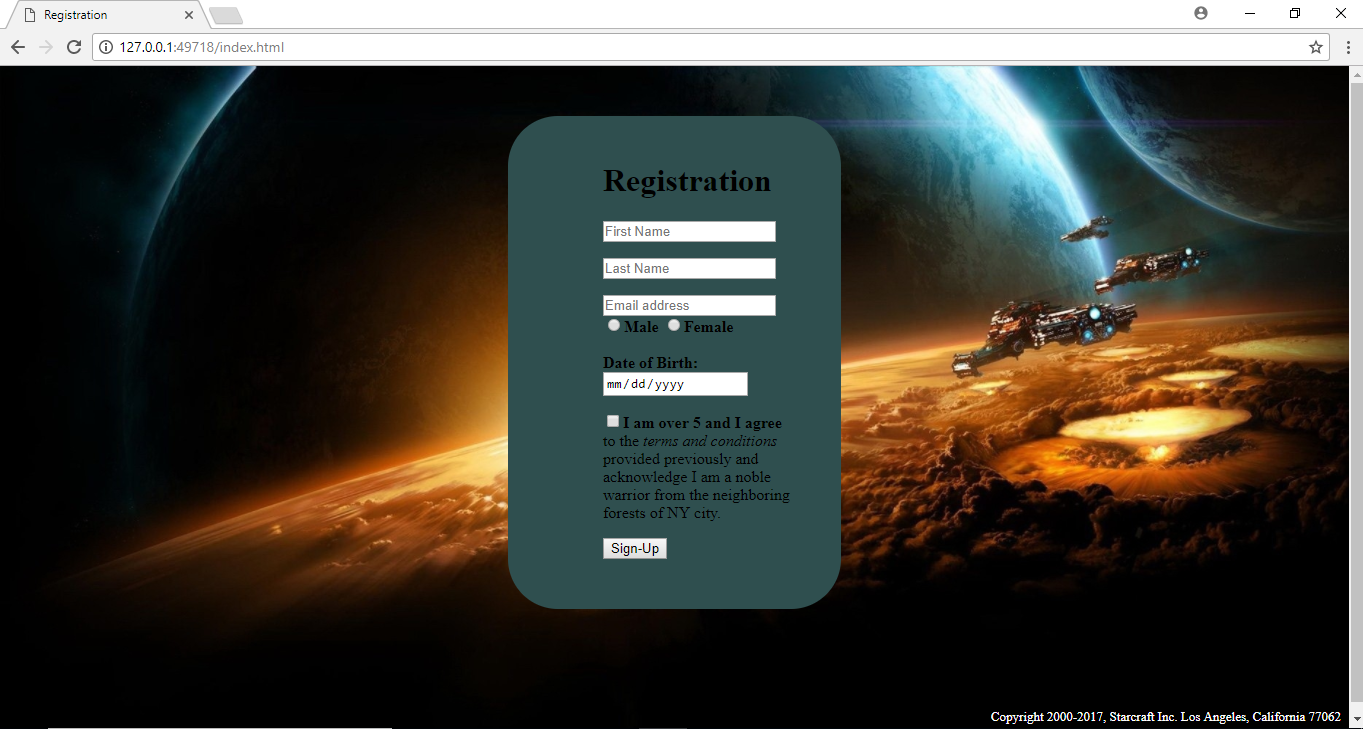 Registration
127.0.0.1:49718/index.html
Registration
First Name
Last Name
Email address
Male Female
Date of Birth:
mm/dd/yyyy
I am over 5 and I agree
to the terms and conditions
provided previously and
acknowledge I am a noble
warrior from the neighboring
forests of NY city.
Sign-Up
Copyright 2000-2017, Starcraft Inc. Los Angeles, California 77062